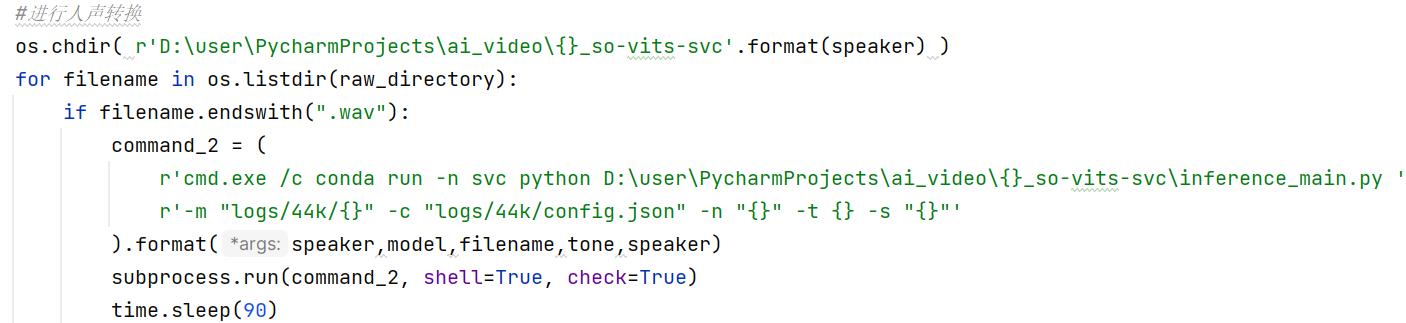 #进行人声转换
os.chdir( r'D:\user\PycharmProjects\ai_video\{}_so-vits-svc'.format(speaker) )
for filename in os.listdir(raw_directory):
    if filename.endswith(".wav"):
        command_2 = (
            r'cmd.exe /c conda run -n svc python D:\user\PycharmProjects\ai_video\{}_so-vits-svc\inference_main.py '
            r'-m "logs/44k/{}" -c "logs/44k/config.json" -n "{}" -t {} -s "{}"'
        ).format( *args: speaker,model,filename,tone,speaker)
        subprocess.run(command_2, shell=True, check=True)
        time.sleep(90)